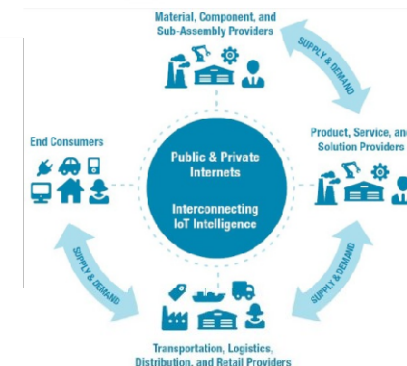 Material, Component, and
Sub-Assembly Providers
SUPPLY & DEMAND
End Consumers
Product, Service, and
Solution Providers
Public & Private
Internets
Interconnecting
IoT Intelligence
SUPPLY & DEMAND
SUPPLY & DEMAND
Transportation, Logistics,
Distribution, and Retail Providers